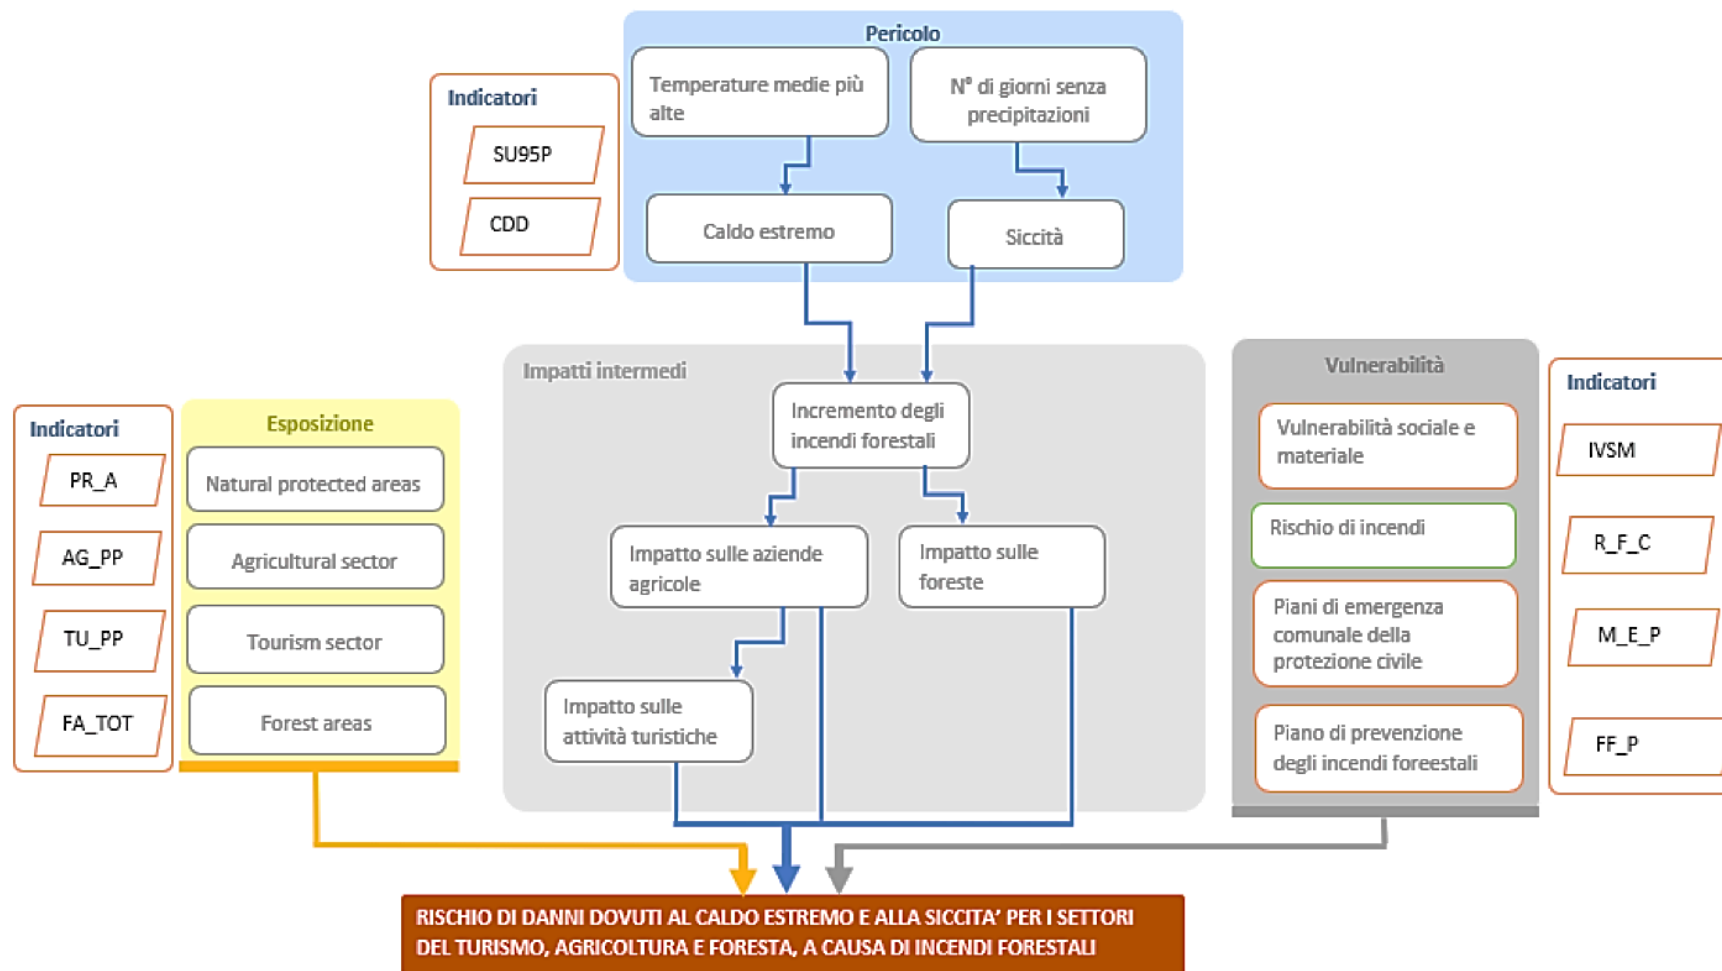 Pericolo
Indicatori
SU95P
CDD
Temperature medie più
alte
N° di giorni senza
precipitazioni
Caldo estremo
Siccità
Impatti intermedi
Incremento degli
incendi forestali
Impatto sulle aziende
agricole
Impatto sulle
foreste
Impatto sulle
attività turistiche
Indicatori
PR_A
AG_PP
TU_PP
FA_TOT
Esposizione
Natural protected areas
Agricultural sector
Tourism sector
Forest areas
Vulnerabilità
Vulnerabilità sociale e
materiale
Rischio di incendi
Piani di emergenza
comunale della
protezione civile
Piano di prevenzione
degli incendi foreestali
Indicatori
IVSM
R_F_C
M_E_P
FF_P
RISCHIO DI DANNI DOVUTI AL CALDO ESTREMO E ALLA SICCITA’ PER I SETTORI
DEL TURISMO, AGRICOLTURA E FORESTA, A CAUSA DI INCENDI FORESTALI